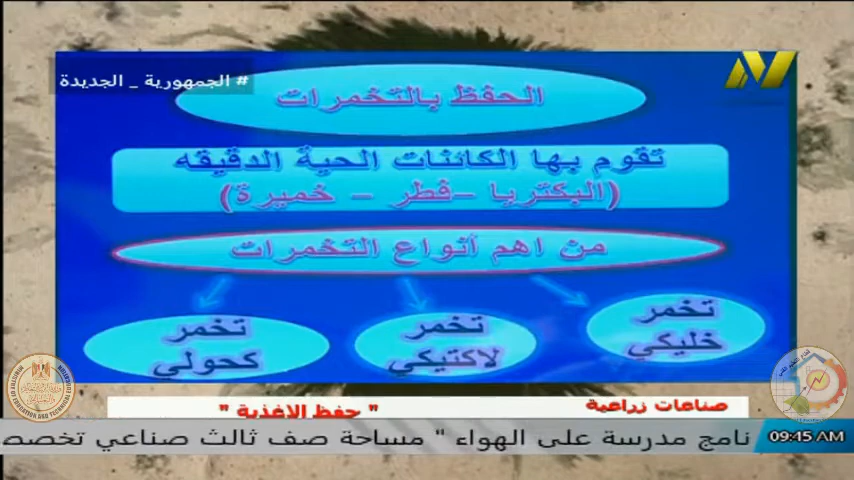 # الجمهورية _ الجديدة
الحفظ بالتخمرات
تقوم بها الكائنات الحية الدقيقه
(البكتريا -فطر - خميرة)
من اهم أنواع التخمرات
تخمر
خليكي
تخمر
لاكتيكي
تخمر
كحولي
صناعات زراعية
" حفظ الاغذية "
نامج مدرسة على الهواء " مساحة صف ثالث صناعي تخصص
09:45 AM